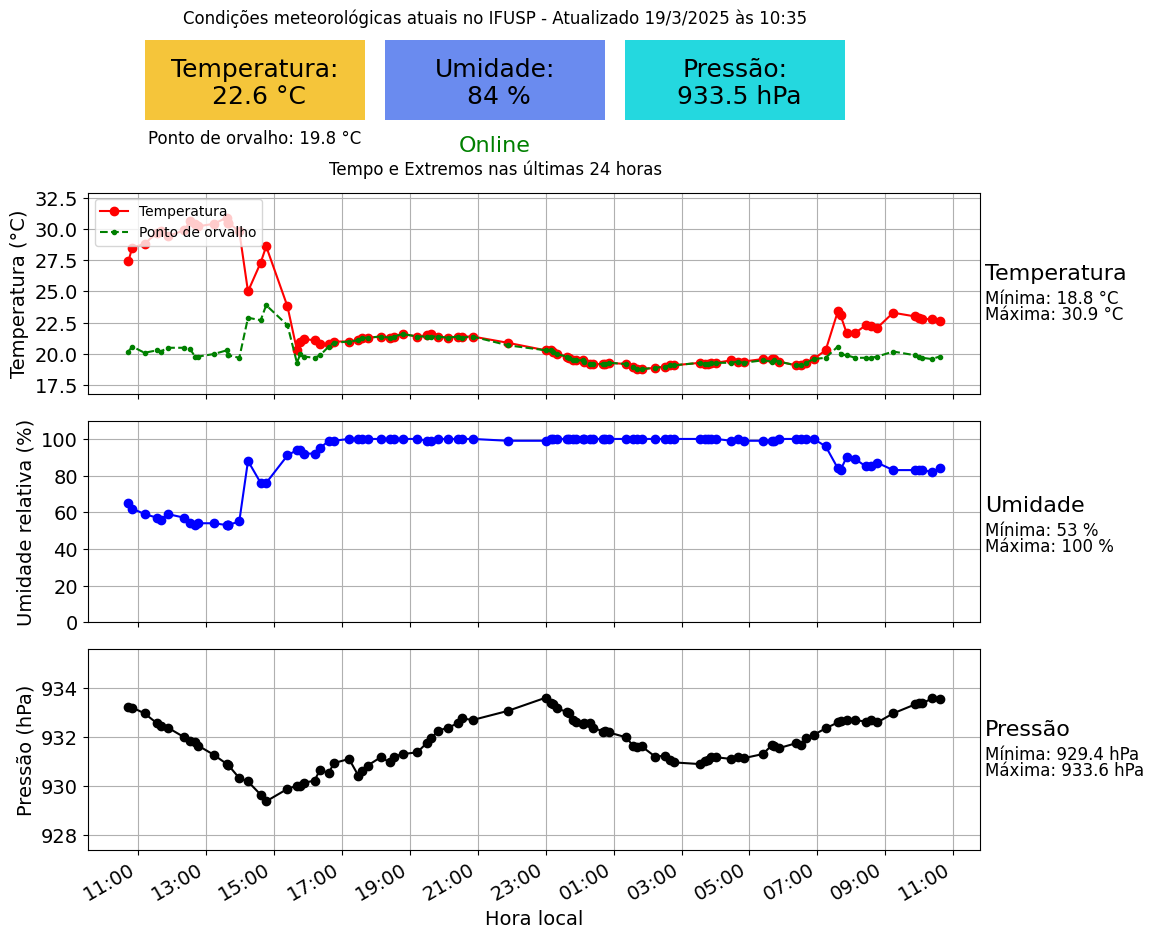 Condições meteorológicas atuais no IFUSP - Atualizado 19/3/2025 às 10:35
Temperatura:
22.6 °C
Umidade:
84 %
Pressão:
933.5 hPa
Ponto de orvalho: 19.8 °C
Online
Tempo e Extremos nas últimas 24 horas
Temperatura (°C)
32.5
30.0
27.5
25.0
22.5
20.0
17.5
Temperatura
Ponto de orvalho
Temperatura
Mínima: 18.8 °C
Máxima: 30.9 °C
Umidade relativa (%)
100
80
60
40
20
0
Umidade
Mínima: 53 %
Máxima: 100 %
Pressão (hPa)
934
932
930
928
Pressão
Mínima: 929.4 hPa
Máxima: 933.6 hPa
11:00
13:00
15:00
17:00
19:00
21:00
23:00
01:00
03:00
05:00
07:00
09:00
11:00
Hora local